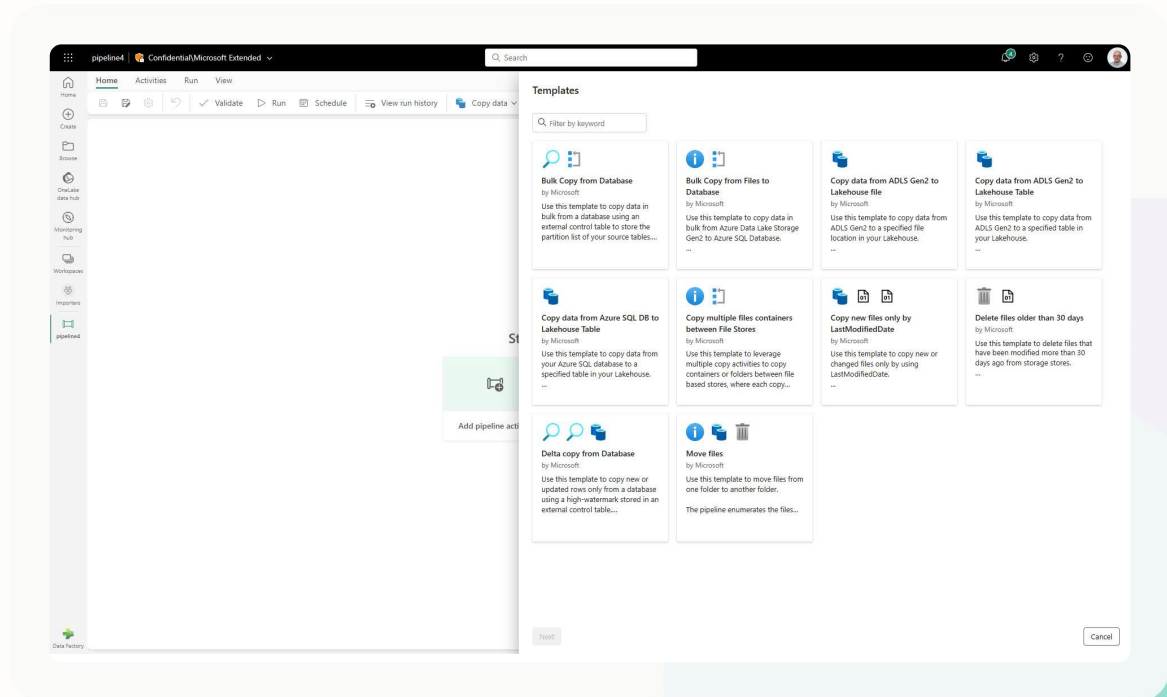 pipeline4 Confidential\Microsoft Extended
Search
4
Home Activities Run View
Validate Run Schedule View run history Copy data
Home
Create
Browse
OneLake
data hub
Monitoring
hub
Workspaces
Importers
pipeline4
Data Factory
St
Add pipeline acti
Templates
Filter by keyword
Bulk Copy from Database
by Microsoft
Use this template to copy data in
bulk from a database using an
external control table to store the
partition list of your source tables....
Bulk Copy from Files to
Database
by Microsoft
Use this template to copy data in
bulk from Azure Data Lake Storage
Gen2 to Azure SQL Database.
...
Copy data from ADLS Gen2 to
Lakehouse file
by Microsoft
Use this template to copy data from
ADLS Gen2 to a specified file
location in your Lakehouse.
...
Copy data from ADLS Gen2 to
Lakehouse Table
by Microsoft
Use this template to copy data from
ADLS Gen2 to a specified table in
your Lakehouse.
...
Copy data from Azure SQL DB to
Lakehouse Table
by Microsoft
Use this template to copy data from
your Azure SQL database to a
specified table in your Lakehouse.
...
Copy multiple files containers
between File Stores
by Microsoft
Use this template to leverage
multiple copy activities to copy
containers or folders between file
based stores, where each copy...
01 01
Copy new files only by
LastModifiedDate
by Microsoft
Use this template to copy new or
changed files only by using
LastModifiedDate.
...
01
Delete files older than 30 days
by Microsoft
Use this template to delete files that
have been modified more than 30
days ago from storage stores.
...
Delta copy from Database
by Microsoft
Use this template to copy new or
updated rows only from a database
using a high-watermark stored in an
external control table....
Move files
by Microsoft
Use this template to move files from
one folder to another folder.
The pipeline enumerates the files...
Next
Cancel